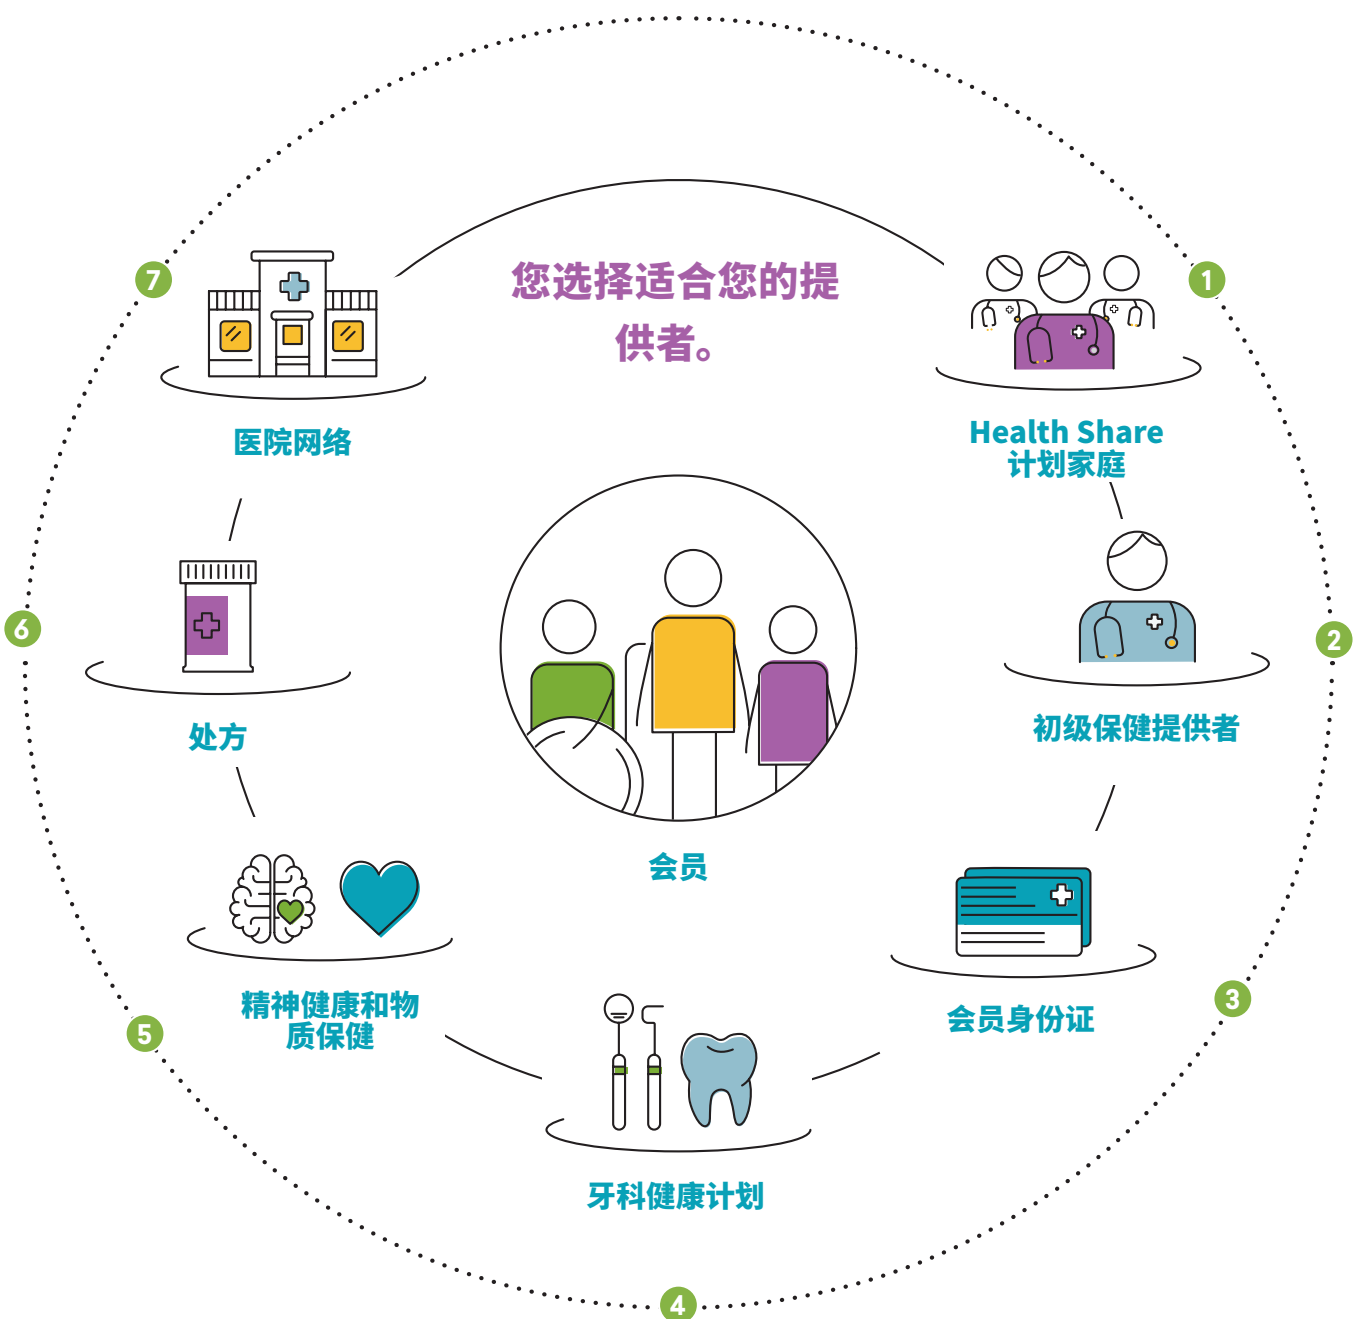 您选择适合您的提
供者。
1
Health Share
计划家庭
2
初级保健提供者
3
会员身份证
4
牙科健康计划
5
精神健康和物
质保健
6
处方
7
医院网络
会员